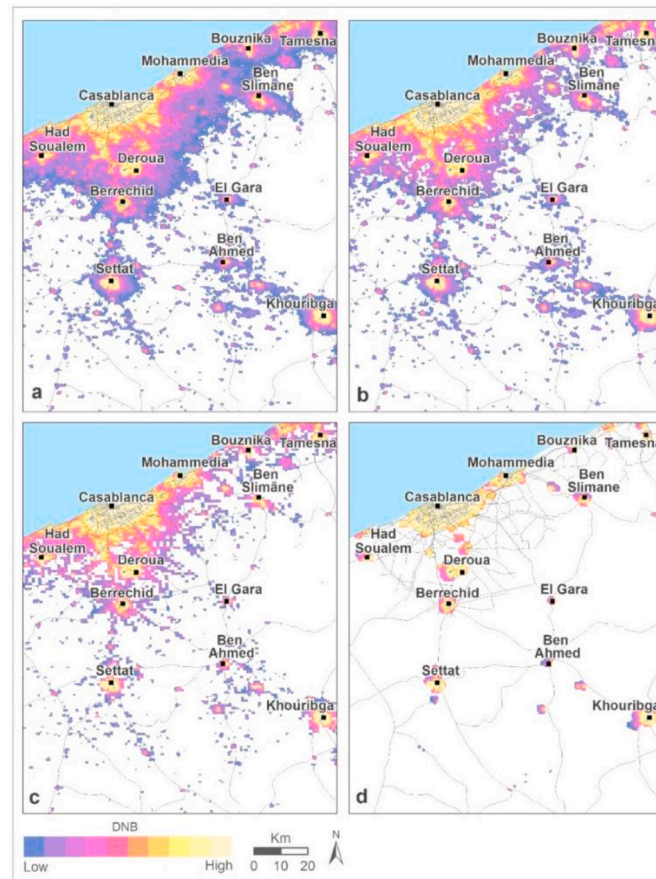 Bouznika
Tamesna
Mohammedia
Ben
Slimane
Casablanca
Had
Soualem
Deroua
Berrechid
El Gara
Ben
Ahmed
Settat
Khouribga
a
Bouznika
Tamesna
Mohammedia
Ben
Slimane
Casablanca
Had
Soualem
Deroua
Berrechid
El Gara
Ben
Ahmed
Settat
Khouribga
b
Bouznika
Tamesna
Mohammedia
Ben
Slimane
Casablanca
Had
Soualem
Deroua
Berrechid
El Gara
Ben
Ahmed
Settat
Khouribga
c
Bouznika
Tamesna
Mohammedia
Ben
Slimane
Casablanca
Had
Soualem
Deroua
Berrechid
El Gara
Ben
Ahmed
Settat
Khouribga
d
DNB
Low High
Km
0 10 20
N